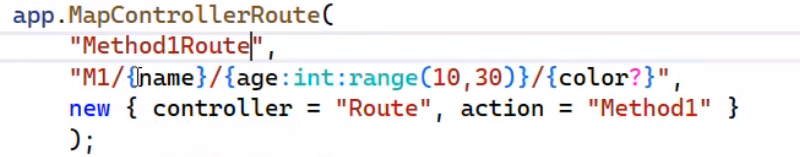 app.MapControllerRoute(
"Method1Route",
"M1/{name}/{age:int:range(10,30)}/{color?}",
new { controller = "Route", action = "Method1" }
);